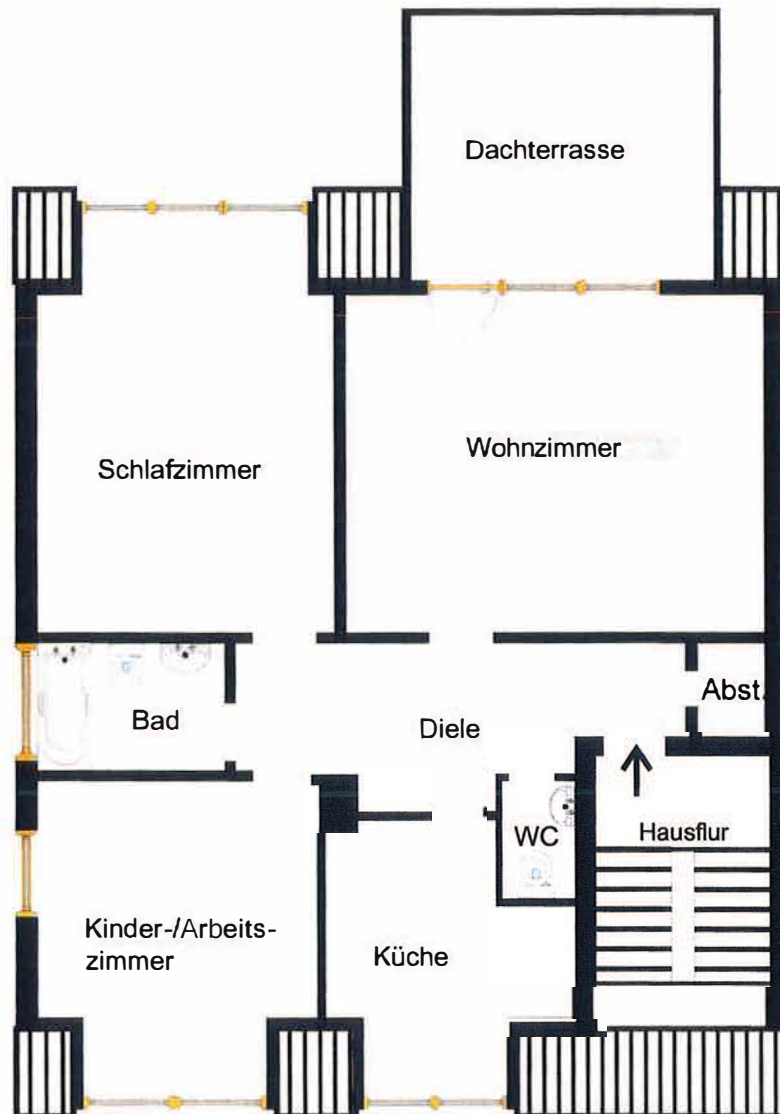 Dachterrasse
Schlafzimmer
Wohnzimmer
Bad
Diele
Abst.
WC
Hausflur
Kinder-/Arbeits-
zimmer
Küche